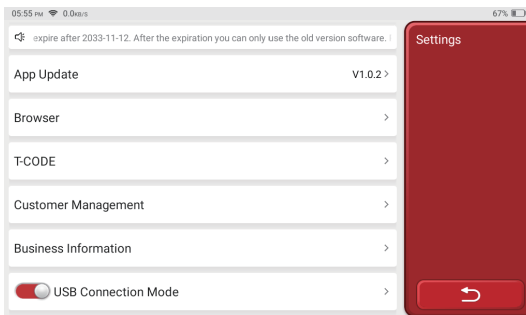 05:55 PM 0.0KB/S 67%
expire after 2033-11-12. After the expiration you can only use the old version software.
Settings
App Update V1.0.2 >
Browser >
T-CODE >
Customer Management >
Business Information >
USB Connection Mode >